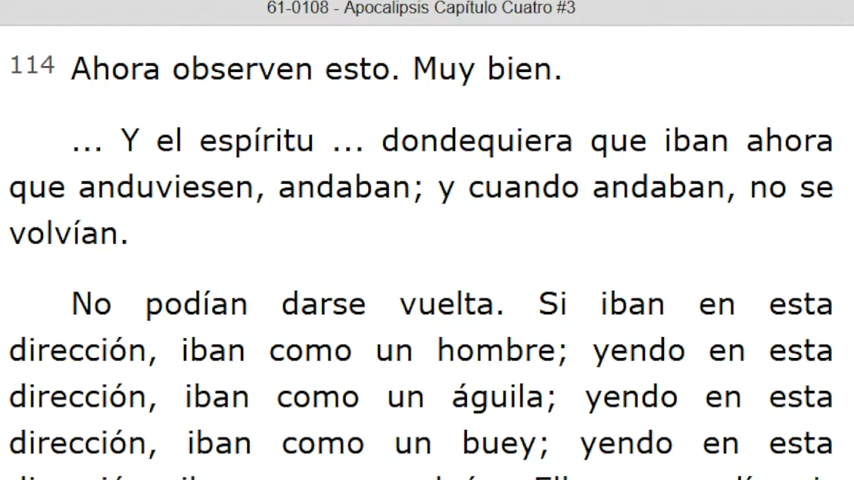 61-0108 - Apocalipsis Capítulo Cuatro #3
114 Ahora observen esto. Muy bien.
... Y el espíritu ... dondequiera que iban ahora
que anduviesen, andaban; y cuando andaban, no se
volvían.
No podían darse vuelta. Si iban en esta
dirección, iban como un hombre; yendo en esta
dirección, iban como un águila; yendo en esta
dirección, iban como un buey; yendo en esta